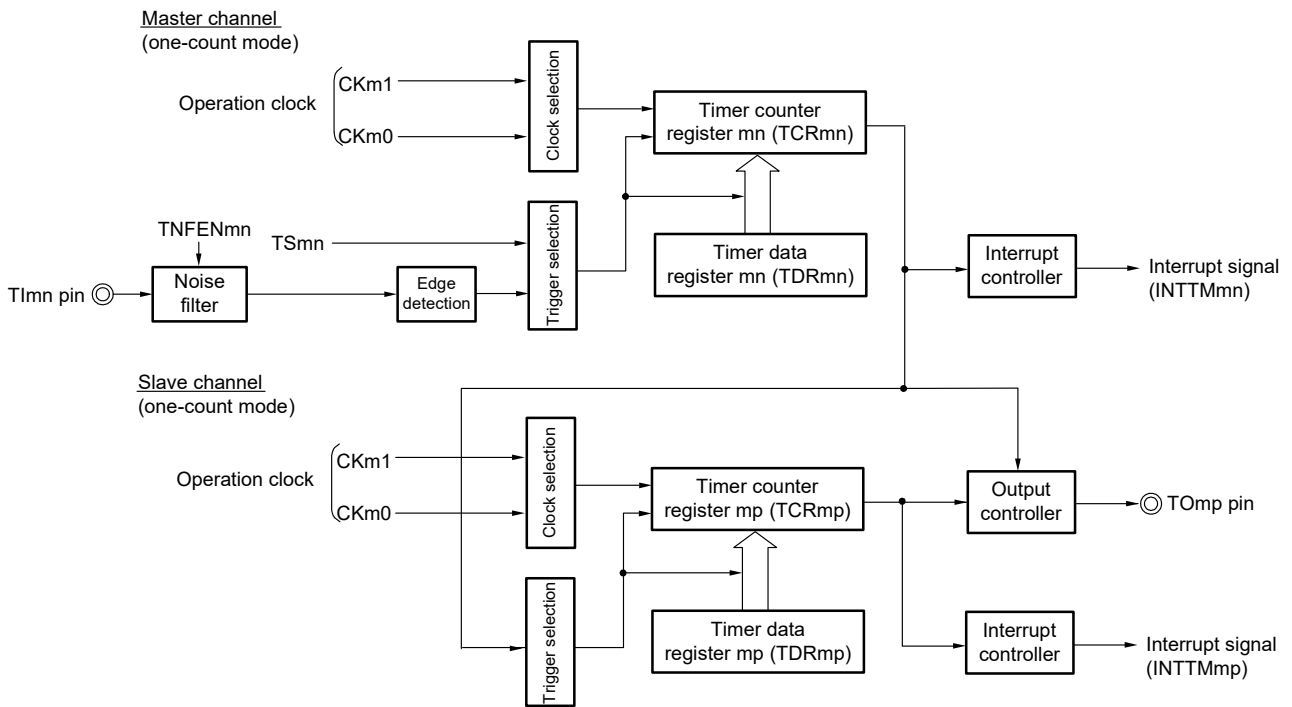 Master channel
(one-count mode)
Operation clock
CKm1
CKm0
Clock selection
Timer counter
register mn (TCRmn)
TNFENmn
TSmn
TImn pin
Noise
filter
Edge
detection
Trigger selection
Timer data
register mn (TDRmn)
Interrupt
controller
Interrupt signal
(INTTMmn)
Slave channel
(one-count mode)
Operation clock
CKm1
CKm0
Clock selection
Timer counter
register mp (TCRmp)
Output
controller
TOmp pin
Trigger selection
Timer data
register mp (TDRmp)
Interrupt
controller
Interrupt signal
(INTTMmp)